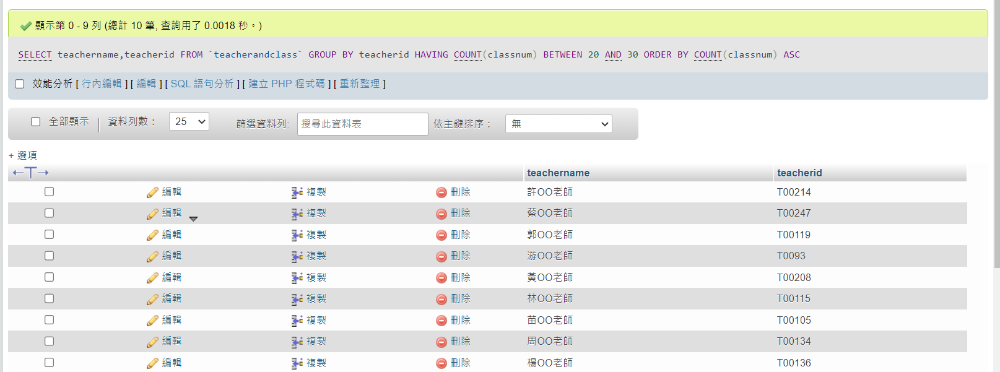 顯示第 0 - 9 列 (總計 10 筆, 查詢用了 0.0018 秒。)
SELECT teachername,teacherid FROM `teacherandclass` GROUP BY teacherid HAVING COUNT(classnum) BETWEEN 20 AND 30 ORDER BY COUNT(classnum) ASC
效能分析 [ 行內編輯 ] [ 編輯 ] [ SQL 語句分析 ] [ 建立 PHP 程式碼 ] [ 重新整理 ]
全部顯示 | 資料列數： 25 篩選資料列: 搜尋此資料表 依主鍵排序： 無
+ 選項
←T→ teachername teacherid
編輯 複製 刪除 許OO老師 T00214
編輯 複製 刪除 蔡OO老師 T00247
編輯 複製 刪除 郭OO老師 T00119
編輯 複製 刪除 游OO老師 T0093
編輯 複製 刪除 黃OO老師 T00208
編輯 複製 刪除 林OO老師 T00115
編輯 複製 刪除 苗OO老師 T00105
編輯 複製 刪除 周OO老師 T00134
編輯 複製 刪除 楊OO老師 T00136